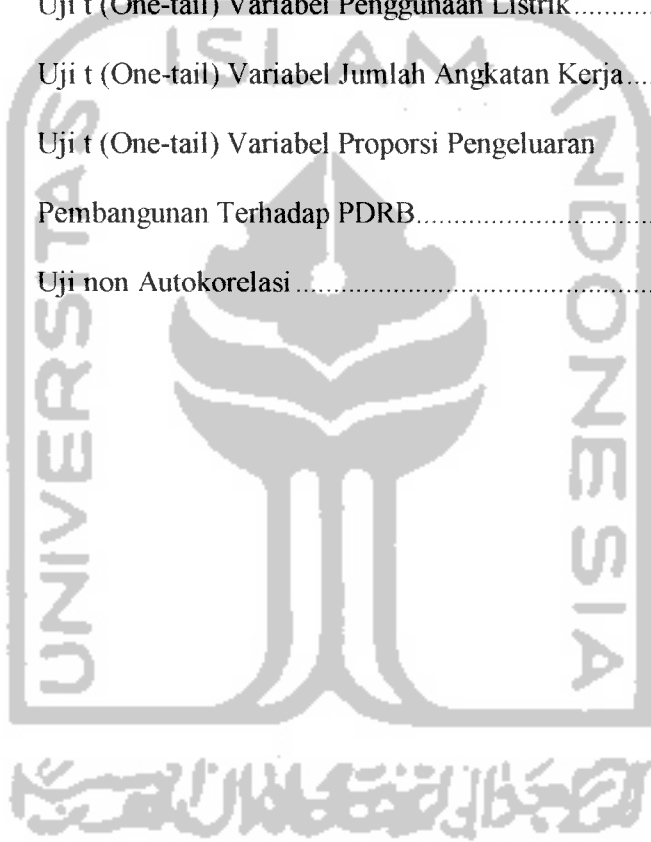 Uji t (One-tail) Variabel Penggunaan Listrik............
Uji t (One-tail) Variabel Jumlah Angkatan Kerja....
Uji t (One-tail) Variabel Proporsi Pengeluaran
Pembangunan Terhadap PDRB.................................
Uji non Autokorelasi.................................................
UNIVERSITAS
ISLAM
INDONESIA